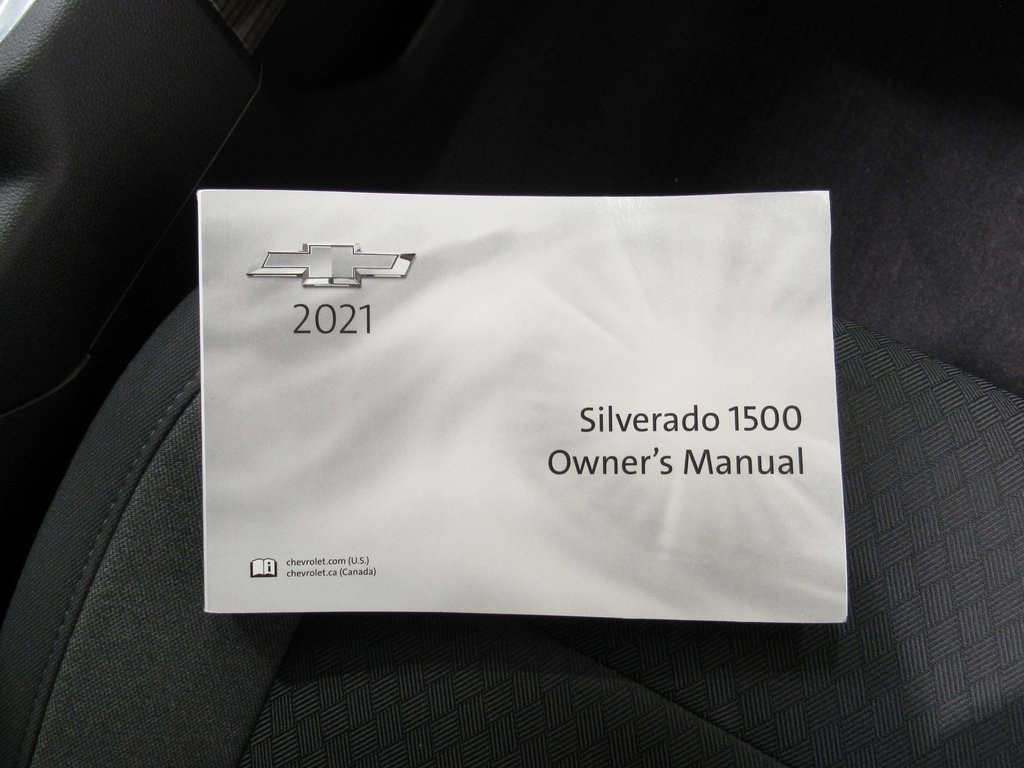 2021
Silverado 1500
Owner's Manual
chevrolet.com (U.S.)
chevrolet.ca (Canada)